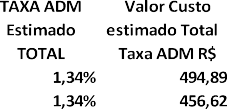 TAXA ADM Valor Custo
Estimado estimado Total
TOTAL Taxa ADM R$
1,34% 494,89
1,34% 456,62